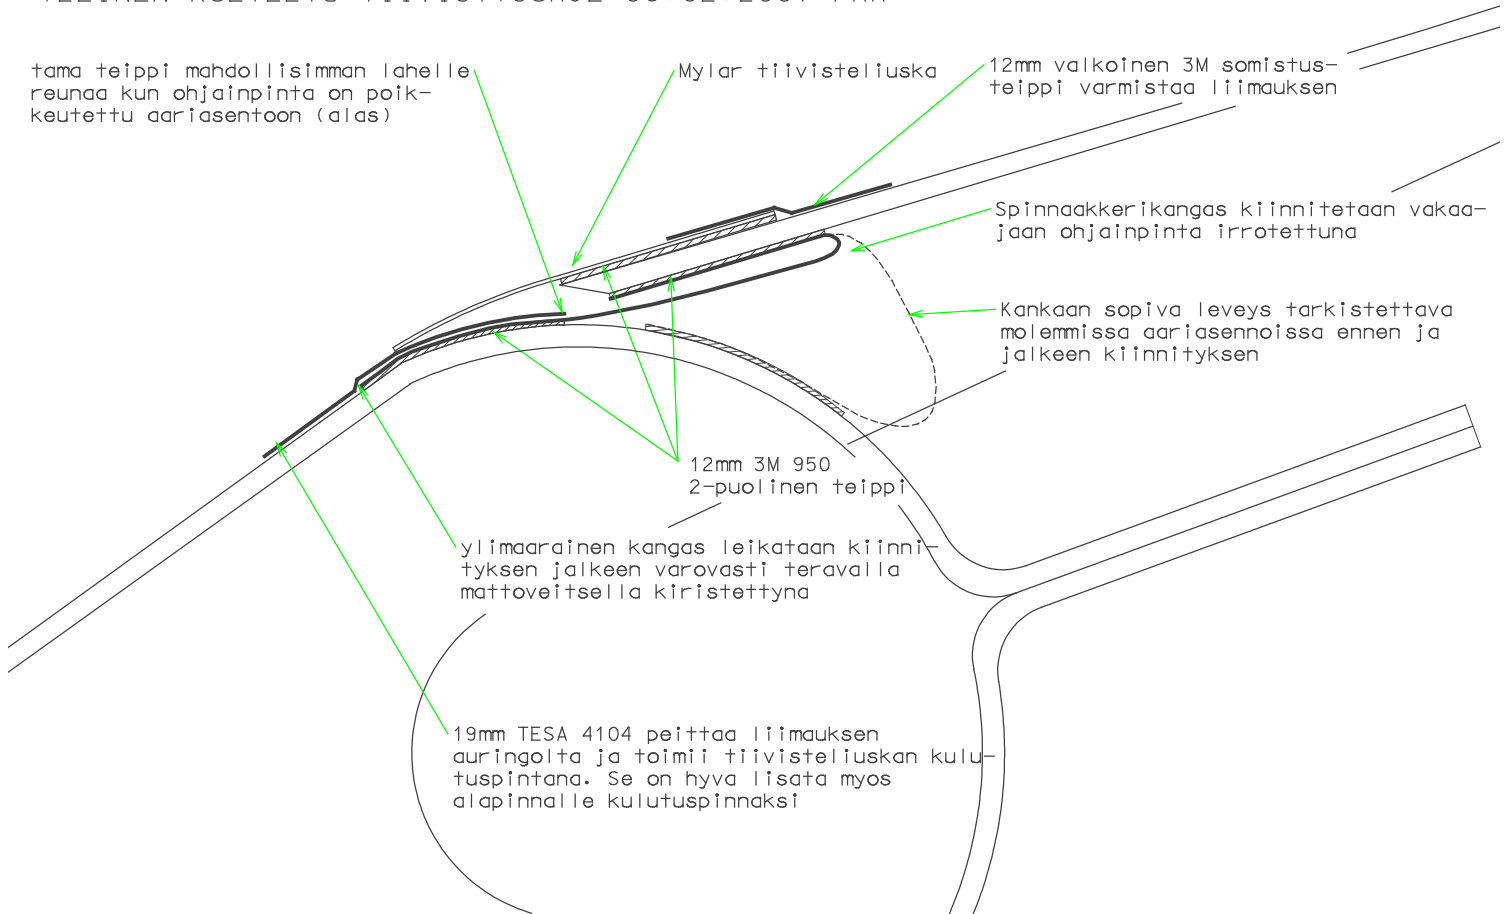 tama teippi mahdollisimman lahelle
reunaa kun ohjainpinta on poik-
keutettu aariasentoon (alas)
Mylar tiivisteliuska
12mm valkoinen 3M somistus-
teippi varmistaa liimauksen
Spinnaakkerikangas kiinnitetaan vakaa-
jaan ohjainpinta irrotettuna
Kankaan sopiva leveys tarkistettava
molemmissa aariasennoissa ennen ja
jalkeen kiinnityksen
12mm 3M 950
2-puolinen teippi
ylimaarainen kangas leikataan kiinni-
tyksen jalkeen varovasti teravalla
mattoveitsella kiristettyna
19mm TESA 4104 peittaa liimauksen
auringolta ja toimii tiivisteliuskan kulu-
tuspintana. Se on hyva lisata myos
alapinnalle kulutuspinnaksi